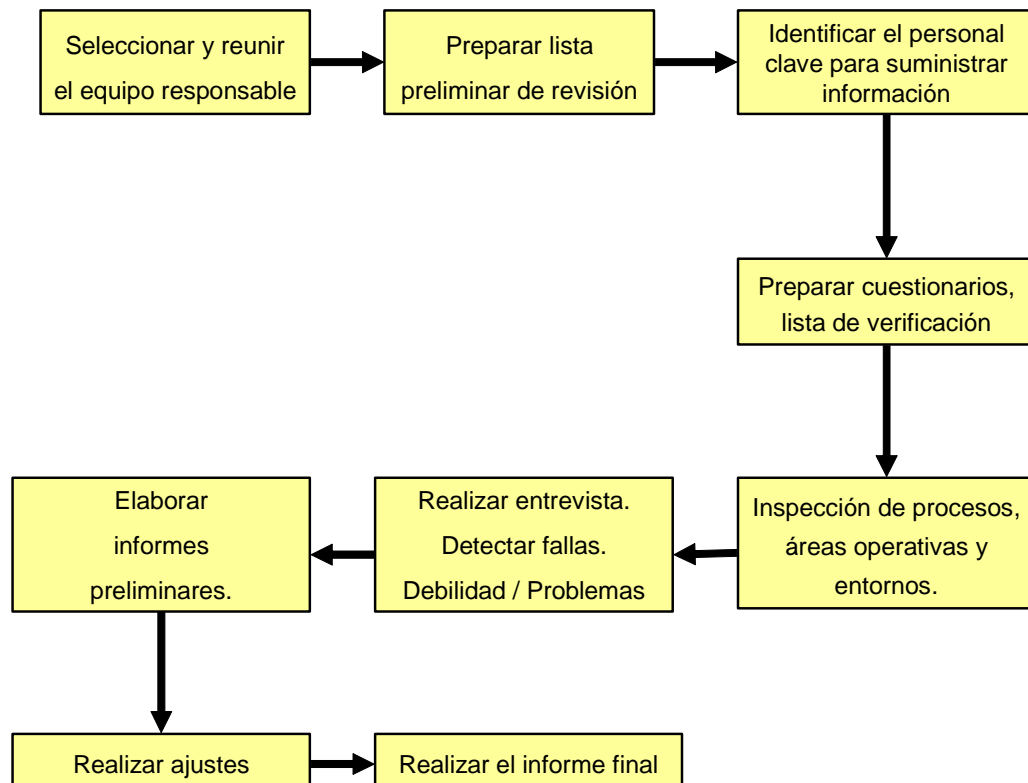 Seleccionar y reunir
el equipo responsable
Preparar lista
preliminar de revisión
Identificar el personal
clave para suministrar
información
Preparar cuestionarios,
lista de verificación
Inspección de procesos,
áreas operativas y
entornos.
Realizar entrevista.
Detectar fallas.
Debilidad / Problemas
Elaborar
informes
preliminares.
Realizar ajustes
Realizar el informe final